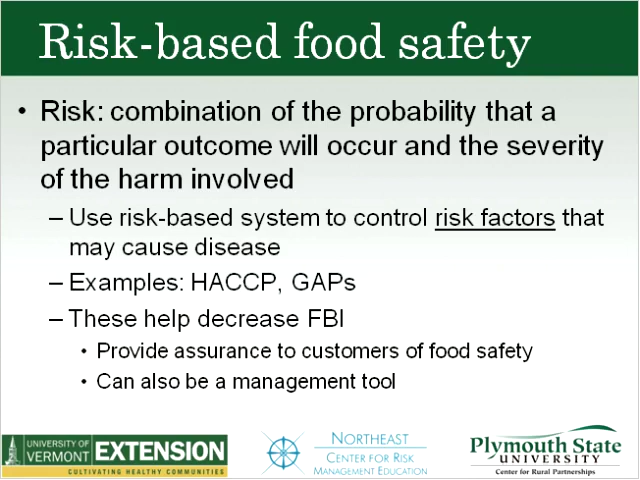 Risk-based food safety
• Risk: combination of the probability that a
particular outcome will occur and the severity
of the harm involved
– Use risk-based system to control risk factors that
may cause disease
– Examples: HACCP, GAPs
– These help decrease FBI
• Provide assurance to customers of food safety
• Can also be a management tool
UNIVERSITY OF
VERMONT EXTENSION
CULTIVATING HEALTHY COMMUNITIES
NORTHEAST
CENTER FOR RISK
MANAGEMENT EDUCATION
Plymouth State
UNIVERSITY
Center for Rural Partnerships